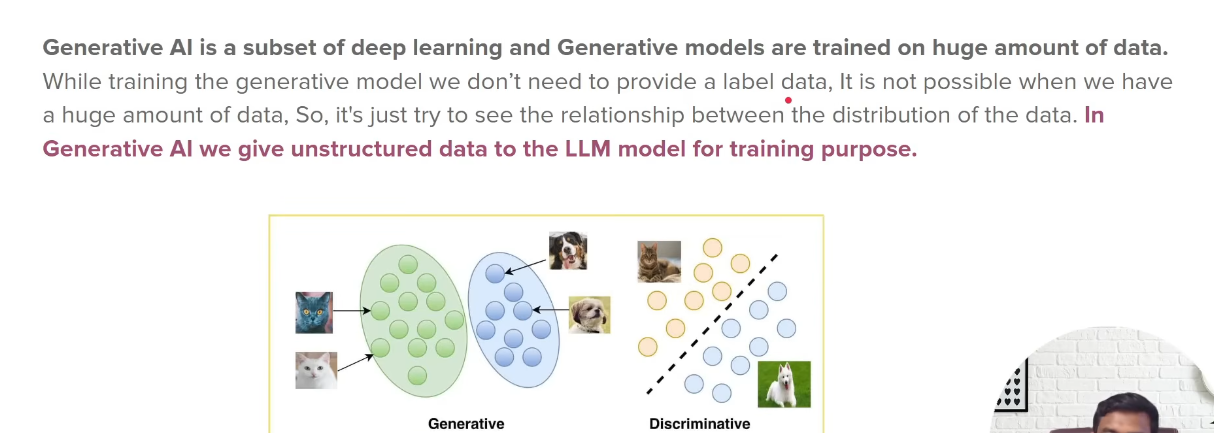 Generative AI is a subset of deep learning and Generative models are trained on huge amount of data.
While training the generative model we don't need to provide a label data, It is not possible when we have
a huge amount of data, So, it's just try to see the relationship between the distribution of the data. In
Generative AI we give unstructured data to the LLM model for training purpose.
Generative
Discriminative